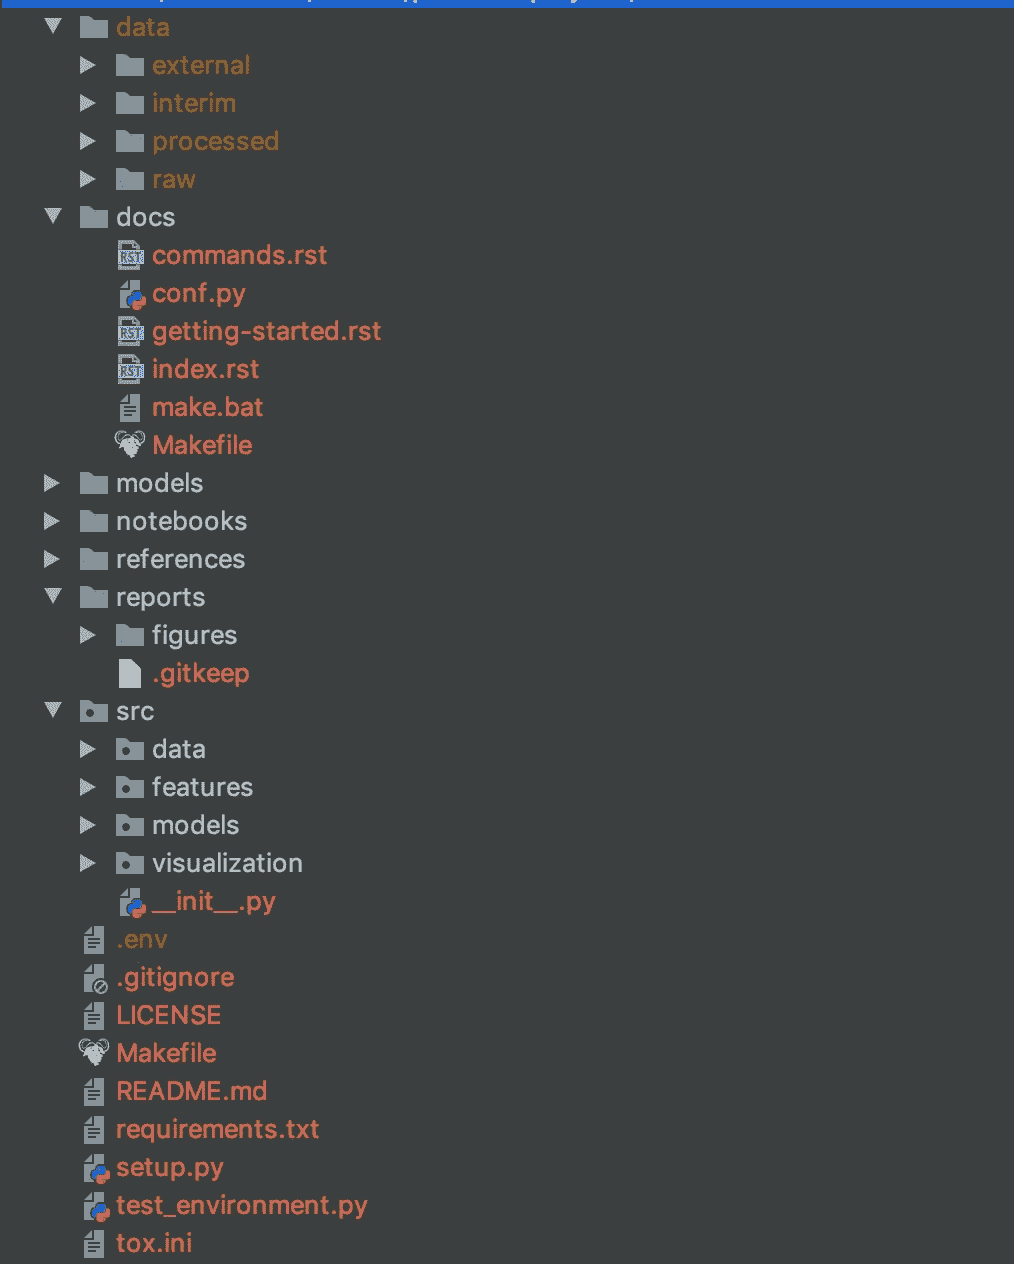 data
external
interim
processed
raw
docs
commands.rst
conf.py
getting-started.rst
index.rst
make.bat
Makefile
models
notebooks
references
reports
figures
.gitkeep
src
data
features
models
visualization
__init__.py
.env
.gitignore
LICENSE
Makefile
README.md
requirements.txt
setup.py
test_environment.py
tox.ini